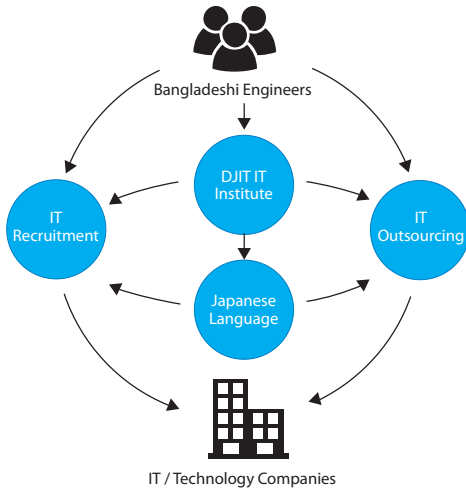 Bangladeshi Engineers
DJIT IT
Institute
IT
Recruitment
IT
Outsourcing
Japanese
Language
IT / Technology Companies